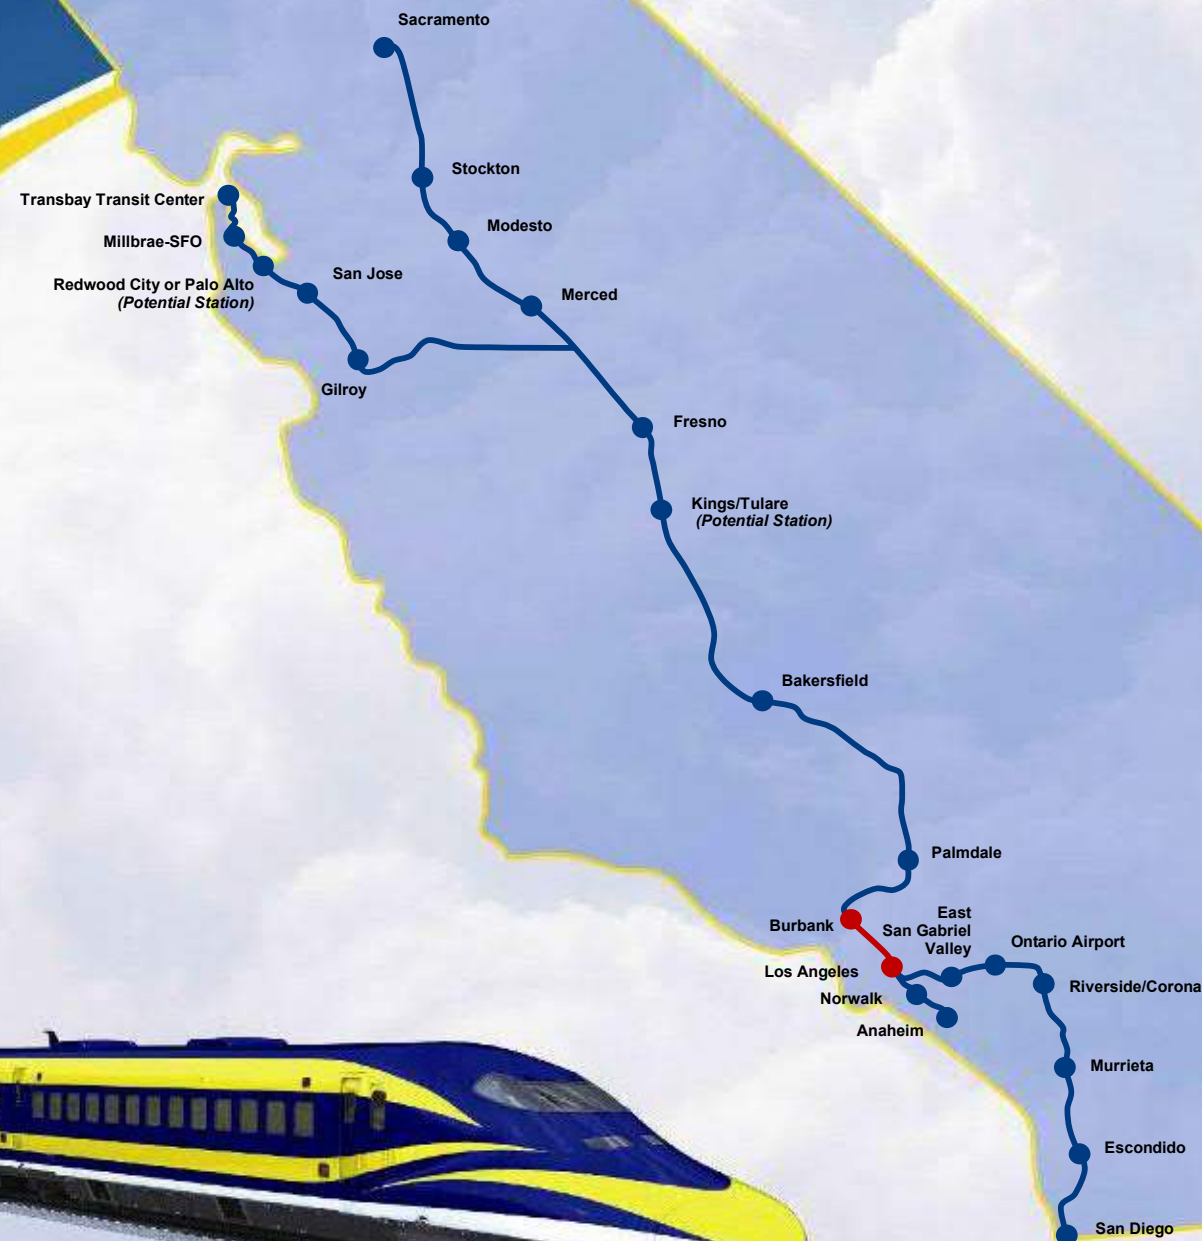 Sacramento
Stockton
Transbay Transit Center
Modesto
Millbrae-SFO
San Jose
Redwood City or Palo Alto
(Potential Station)
Merced
Gilroy
Fresno
Kings/Tulare
(Potential Station)
Bakersfield
Palmdale
Burbank
East
San Gabriel
Valley
Ontario Airport
Los Angeles
Riverside/Corona
Norwalk
Anaheim
Murrieta
Escondido
San Diego